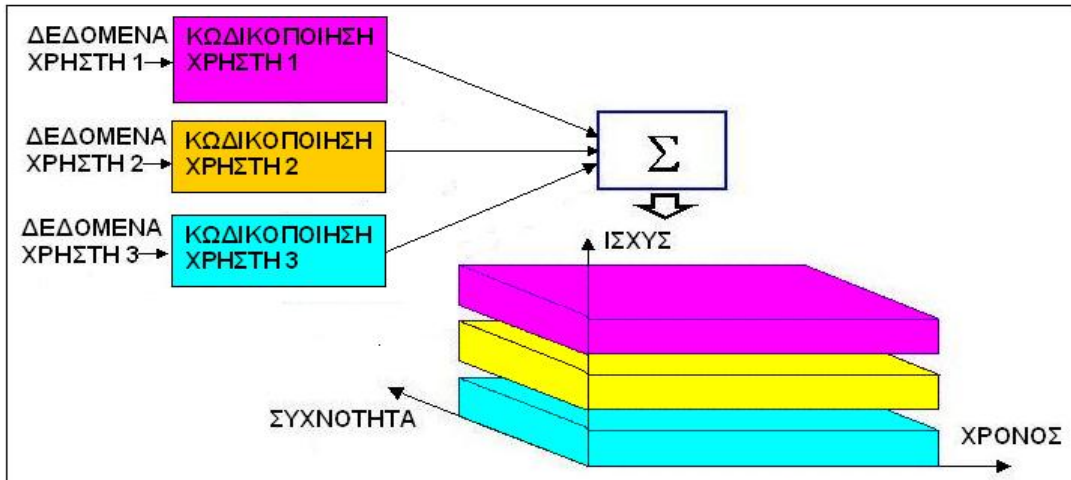 ΔΕΔΟΜΕΝΑ
ΧΡΗΣΤΗ 1
ΚΩΔΙΚΟΠΟΙΗΣΗ
ΧΡΗΣΤΗ 1
ΔΕΔΟΜΕΝΑ
ΧΡΗΣΤΗ 2
ΚΩΔΙΚΟΠΟΙΗΣΗ
ΧΡΗΣΤΗ 2
ΔΕΔΟΜΕΝΑ
ΧΡΗΣΤΗ 3
ΚΩΔΙΚΟΠΟΙΗΣΗ
ΧΡΗΣΤΗ 3
Σ
ΙΣΧΥΣ
ΣΥΧΝΟΤΗΤΑ
ΧΡΟΝΟΣ